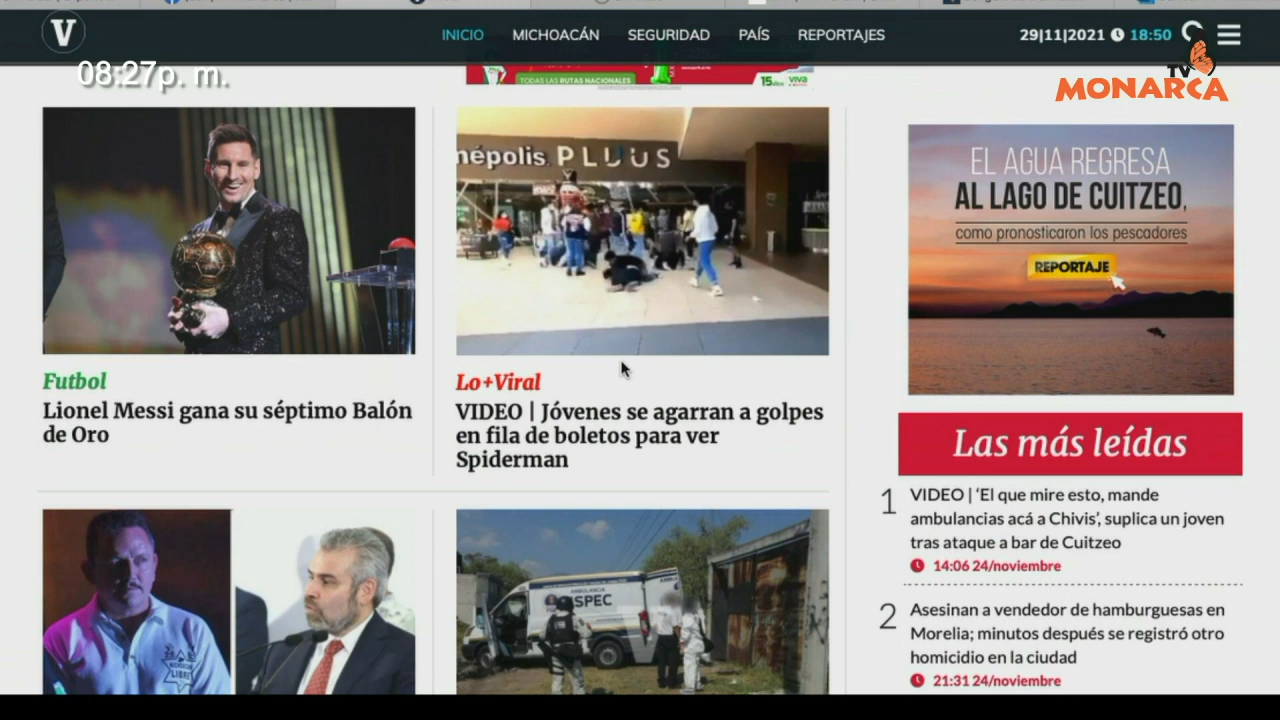 V
INICIO MICHOACÁN SEGURIDAD PAÍS REPORTAJES
29|11|2021 18:50
08:27p. m.
TV
MONARCA
TODAS LAS RUTAS NACIONALES
15
viva
népolis PLUUS
EL AGUA REGRESA
AL LAGO DE CUITZEO,
como pronosticaron los pescadores
REPORTAJE
Futbol
Lionel Messi gana su séptimo Balón
de Oro
Lo+Viral
VIDEO | Jóvenes se agarran a golpes
en fila de boletos para ver
Spiderman
Las más leídas
1
VIDEO | ‘El que mire esto, mande
ambulancias acá a Chivis’, suplica un joven
tras ataque a bar de Cuitzeo
14:06 24/noviembre
2
Asesinan a vendedor de hamburguesas en
Morelia; minutos después se registró otro
homicidio en la ciudad
21:31 24/noviembre
AMBULANCIA
SPEC
LIBRE